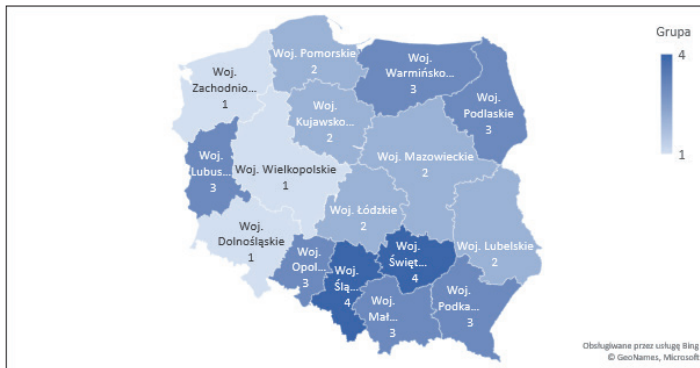 Grupa
4
1
Woj. Pomorskie
2
Woj.
Warmińsko...
3
Woj.
Zachodnio...
1
Woj.
Podlaskie
3
Woj.
Kujawsko...
2
Woj.
Lubus...
3
Woj. Wielkopolskie
1
Woj. Mazowieckie
2
Woj. Łódzkie
2
Woj.
Dolnośląskie
1
Woj.
Opol...
3
Woj.
Ślą...
4
Woj.
Święt...
4
Woj. Lubelskie
2
Woj.
Mał...
3
Woj.
Podka...
3
Obsługiwane przez usługę Bing
© GeoNames, Microsoft